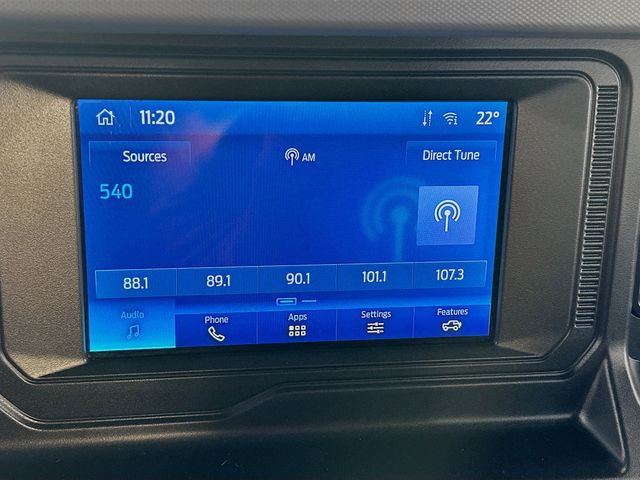 11:20 22°
Sources AM Direct Tune
540
88.1 89.1 90.1 101.1 107.3
Audio Phone Apps Settings Features